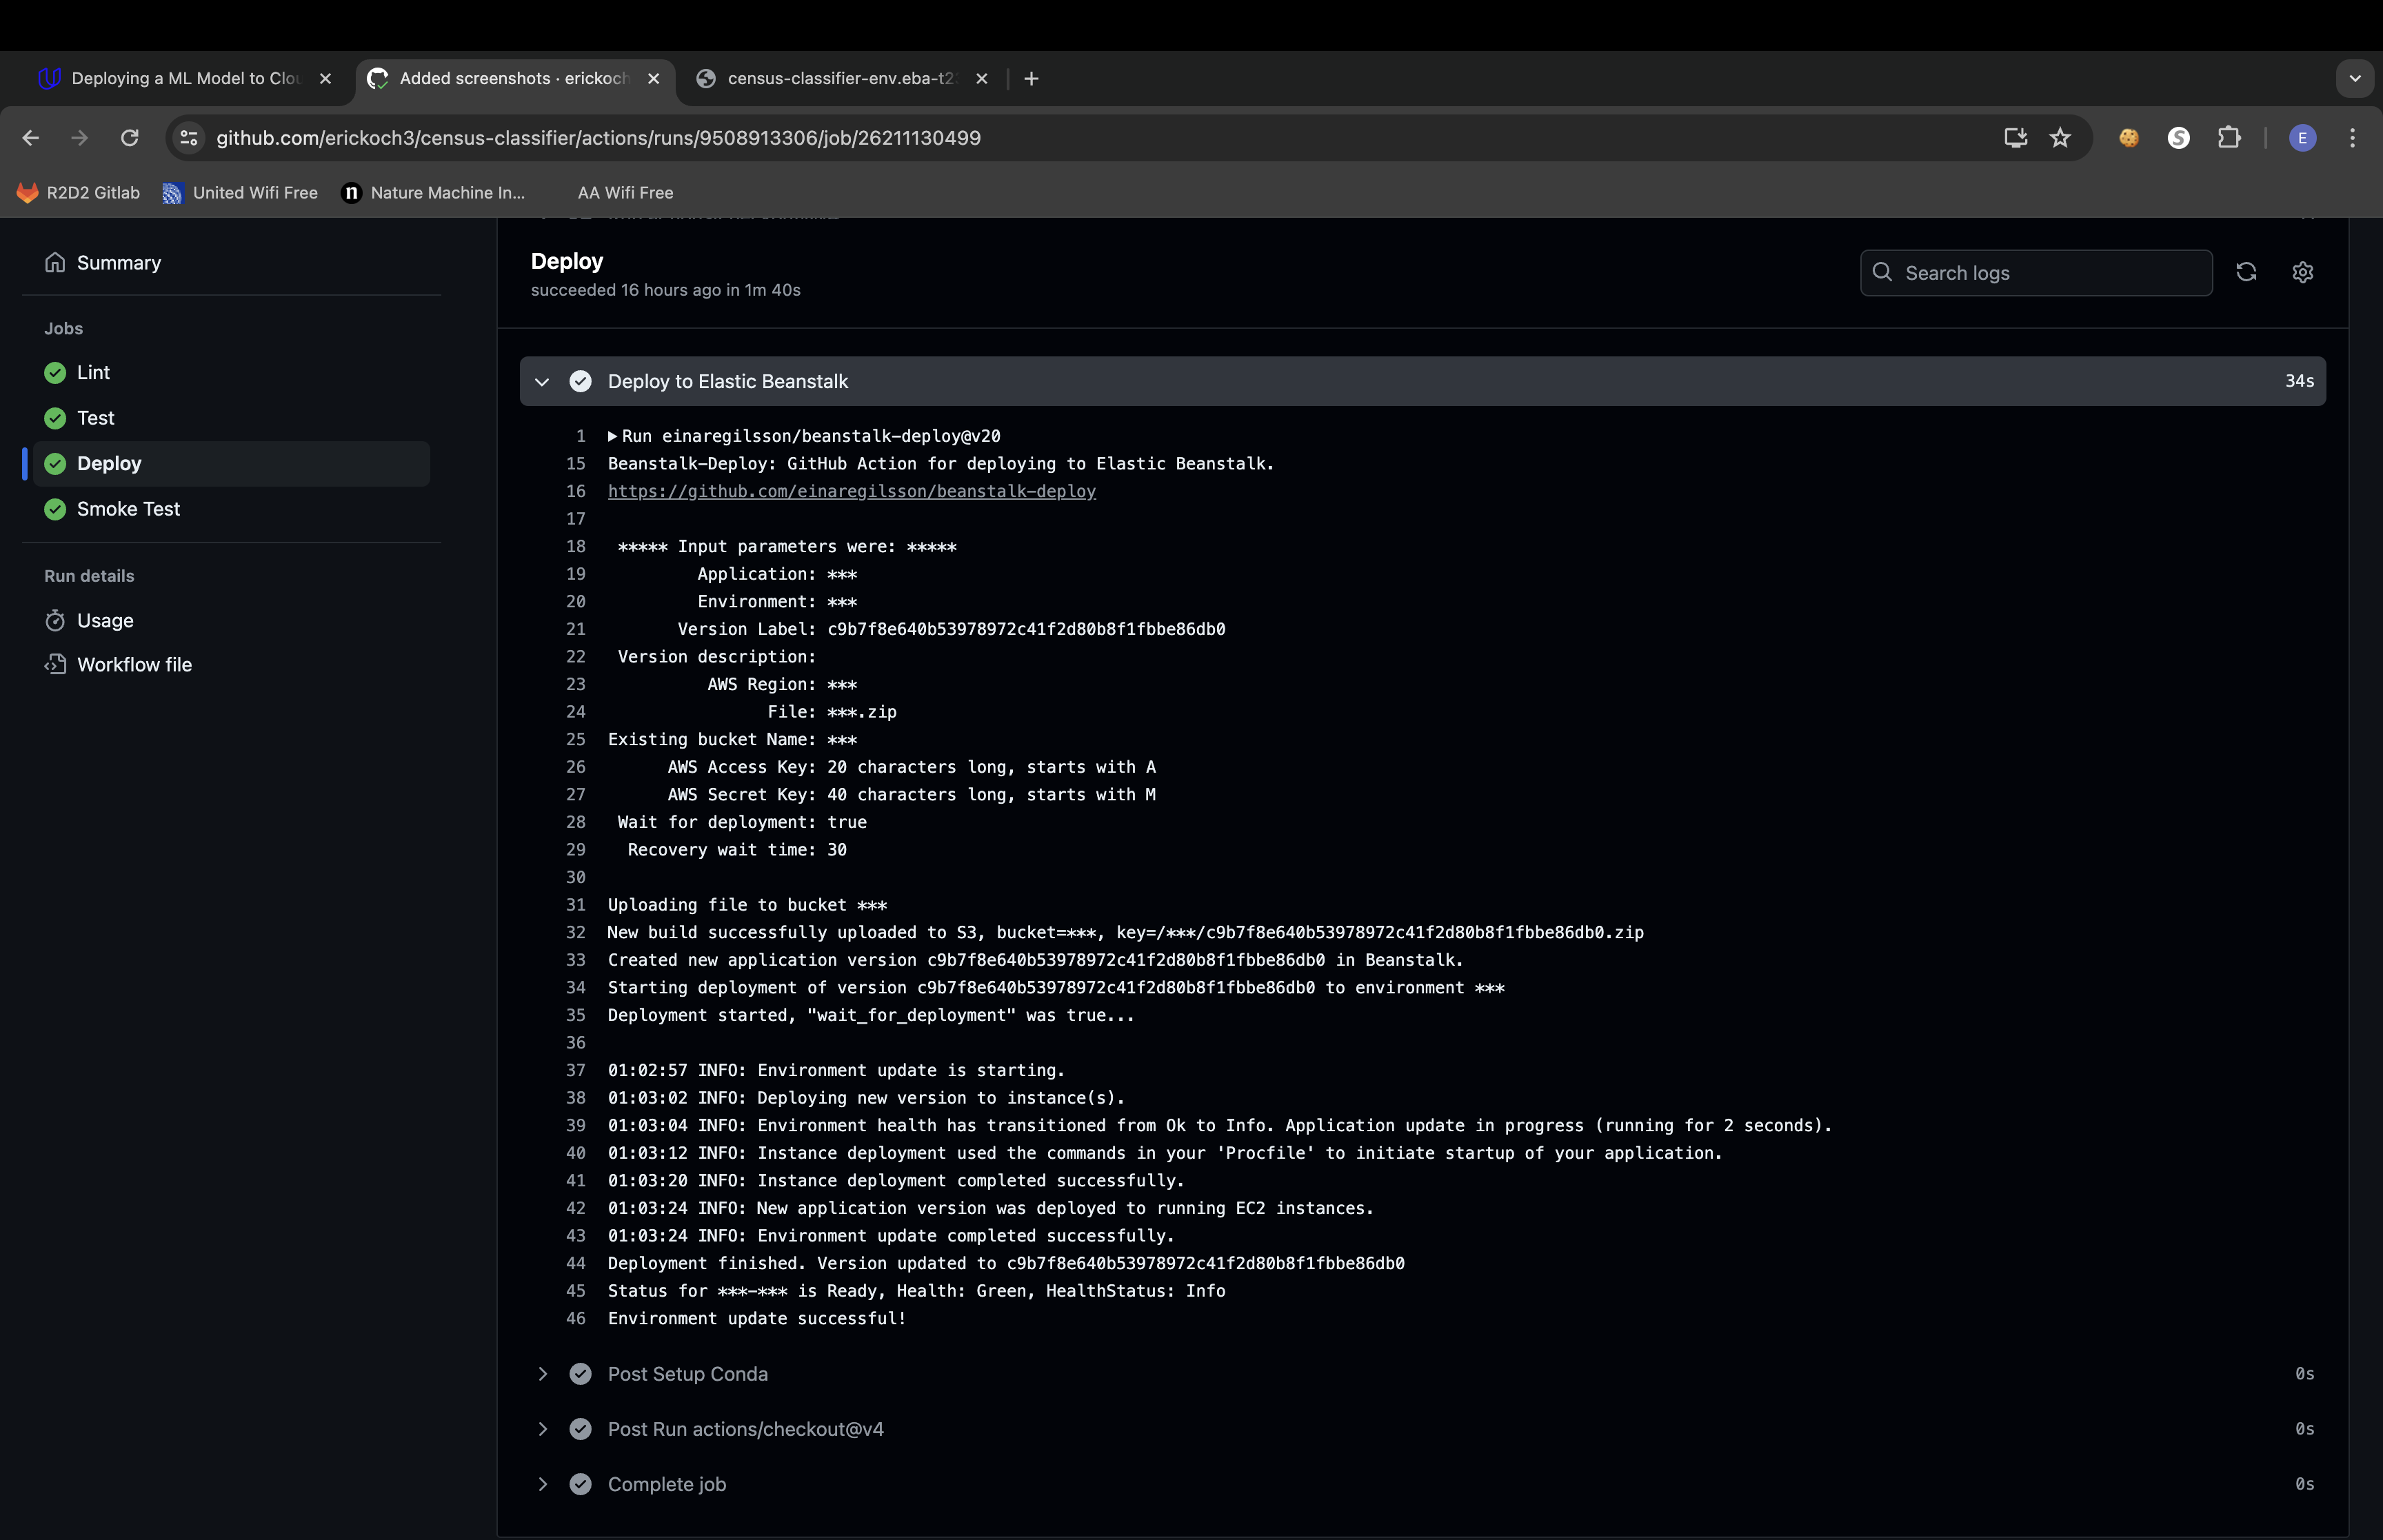 Deploying a ML Model to Clou
Added screenshots · erickoch
census-classifier-env.eba-t2
github.com/erickoch3/census-classifier/actions/runs/9508913306/job/26211130499
E
R2D2 Gitlab
United Wifi Free
n
Nature Machine In...
AA Wifi Free
Summary
Jobs
Lint
Test
Deploy
Smoke Test
Run details
Usage
Workflow file
Deploy
succeeded 16 hours ago in 1m 40s
Search logs
Deploy to Elastic Beanstalk 34s
1 Run einaregilsson/beanstalk-deploy@v20
15 Beanstalk-Deploy: GitHub Action for deploying to Elastic Beanstalk.
16 https://github.com/einaregilsson/beanstalk-deploy
17
18 ***** Input parameters were: *****
19 Application: ***
20 Environment: ***
21 Version Label: c9b7f8e640b53978972c41f2d80b8f1fbbe86db0
22 Version description:
23 AWS Region: ***
24 File: ***.zip
25 Existing bucket Name: ***
26 AWS Access Key: 20 characters long, starts with A
27 AWS Secret Key: 40 characters long, starts with M
28 Wait for deployment: true
29 Recovery wait time: 30
30
31 Uploading file to bucket ***
32 New build successfully uploaded to S3, bucket=***, key=/***/c9b7f8e640b53978972c41f2d80b8f1fbbe86db0.zip
33 Created new application version c9b7f8e640b53978972c41f2d80b8f1fbbe86db0 in Beanstalk.
34 Starting deployment of version c9b7f8e640b53978972c41f2d80b8f1fbbe86db0 to environment ***
35 Deployment started, "wait_for_deployment" was true...
36
37 01:02:57 INFO: Environment update is starting.
38 01:03:02 INFO: Deploying new version to instance(s).
39 01:03:04 INFO: Environment health has transitioned from Ok to Info. Application update in progress (running for 2 seconds).
40 01:03:12 INFO: Instance deployment used the commands in your 'Procfile' to initiate startup of your application.
41 01:03:20 INFO: Instance deployment completed successfully.
42 01:03:24 INFO: New application version was deployed to running EC2 instances.
43 01:03:24 INFO: Environment update completed successfully.
44 Deployment finished. Version updated to c9b7f8e640b53978972c41f2d80b8f1fbbe86db0
45 Status for ***-*** is Ready, Health: Green, HealthStatus: Info
46 Environment update successful!
Post Setup Conda 0s
Post Run actions/checkout@v4 0s
Complete job 0s